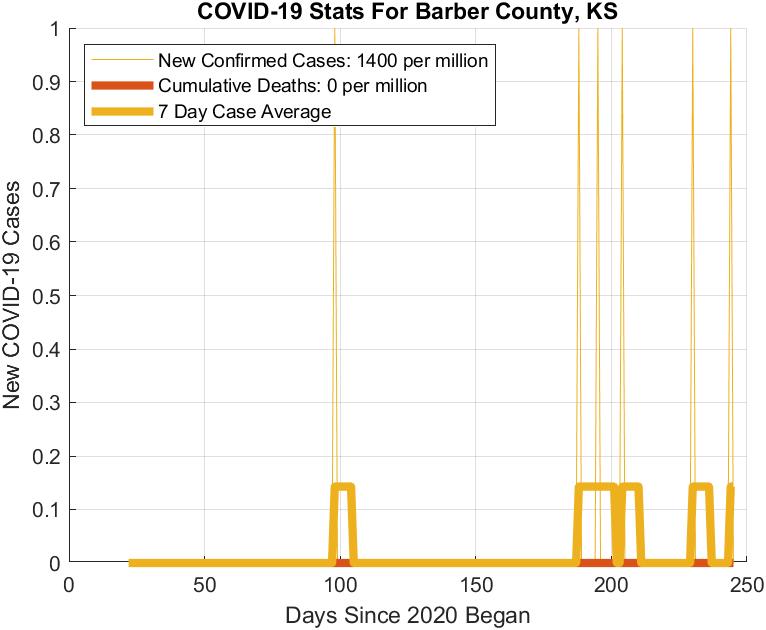 COVID-19 Stats For Barber County, KS
New Confirmed Cases: 1400 per million
Cumulative Deaths: 0 per million
7 Day Case Average
New COVID-19 Cases
1
0.9
0.8
0.7
0.6
0.5
0.4
0.3
0.2
0.1
0
0 50 100 150 200 250
Days Since 2020 Began